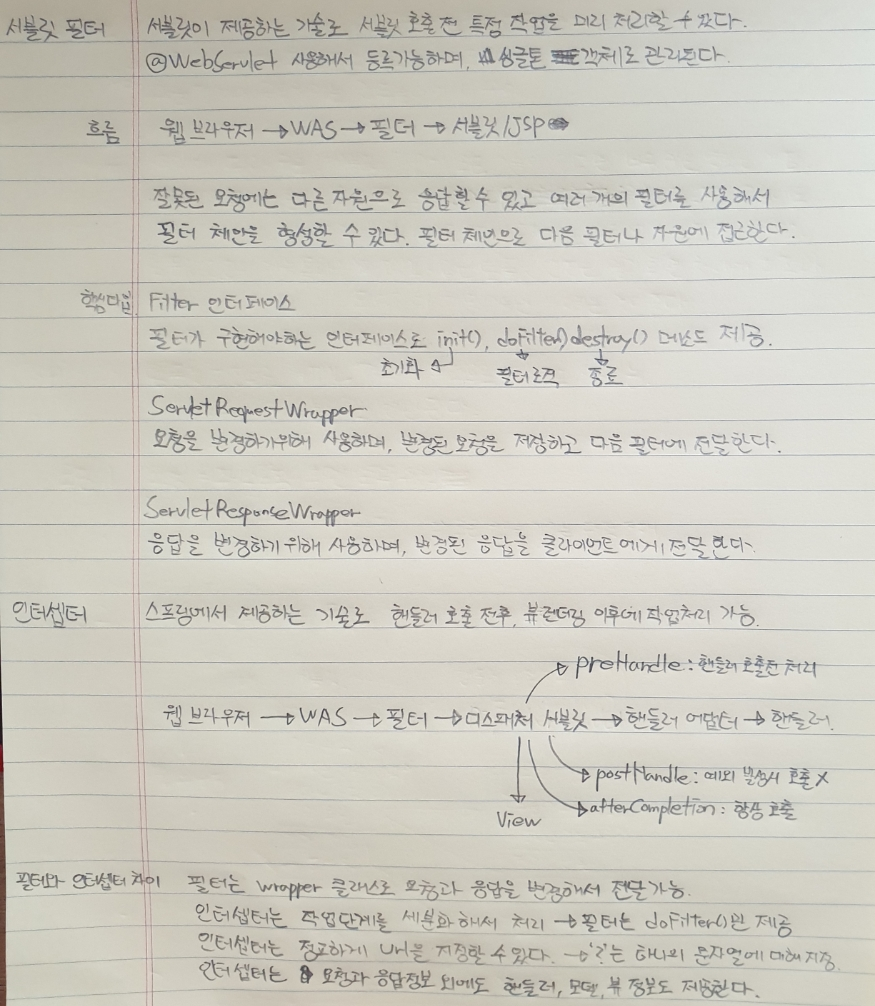 서블릿 필터 서블릿이 제공하는 기술로 서블릿 호출 전 특정 작업을 미리 처리할 수 있다.
@WebServlet 사용해서 등록가능하며, 싱글톤 객체로 관리된다.
흐름 웹 브라우저 → WAS → 필터 → 서블릿/JSP
잘못된 요청에는 다른 자원으로 응답할 수 있고 여러 개의 필터를 사용해서
필터 체인을 형성할 수 있다. 필터 체인으로 다음 필터나 자원에 접근한다.
Filter 인터페이스
필터가 구현해야하는 인터페이스로 init(), doFilter() destroy() 메소드 제공.
초기화 필터로직 종료
ServletRequestWrapper
요청을 변경하기위해 사용하며, 변경된 요청을 저장하고 다음 필터에 전달한다.
ServletResponseWrapper
응답을 변경하기 위해 사용하며, 변경된 응답을 클라이언트에게 전달한다.
인터셉터 스프링에서 제공하는 기술로 핸들러 호출 전후, 뷰 렌더링 이후에 작업처리 가능.
preHandle : 핸들러 호출전 처리
웹 브라우저 → WAS → 필터 → 디스패처 서블릿 → 핸들러 어댑터 → 핸들러
postHandle : 예외 발생시 호출 X
afterCompletion : 항상 호출
View
필터와 인터셉터 차이 필터는 wrapper 클래스로 요청과 응답을 변경해서 전달 가능.
인터셉터는 작업단계를 세분화해서 처리 → 필터는 doFilter()만 제공
인터셉터는 정교하게 url을 지정할 수 있다. → '?'는 하나의 문자열에 대해 지정.
인터셉터는 요청과 응답정보 외에도 핸들러, 모델, 뷰 정보도 제공한다.